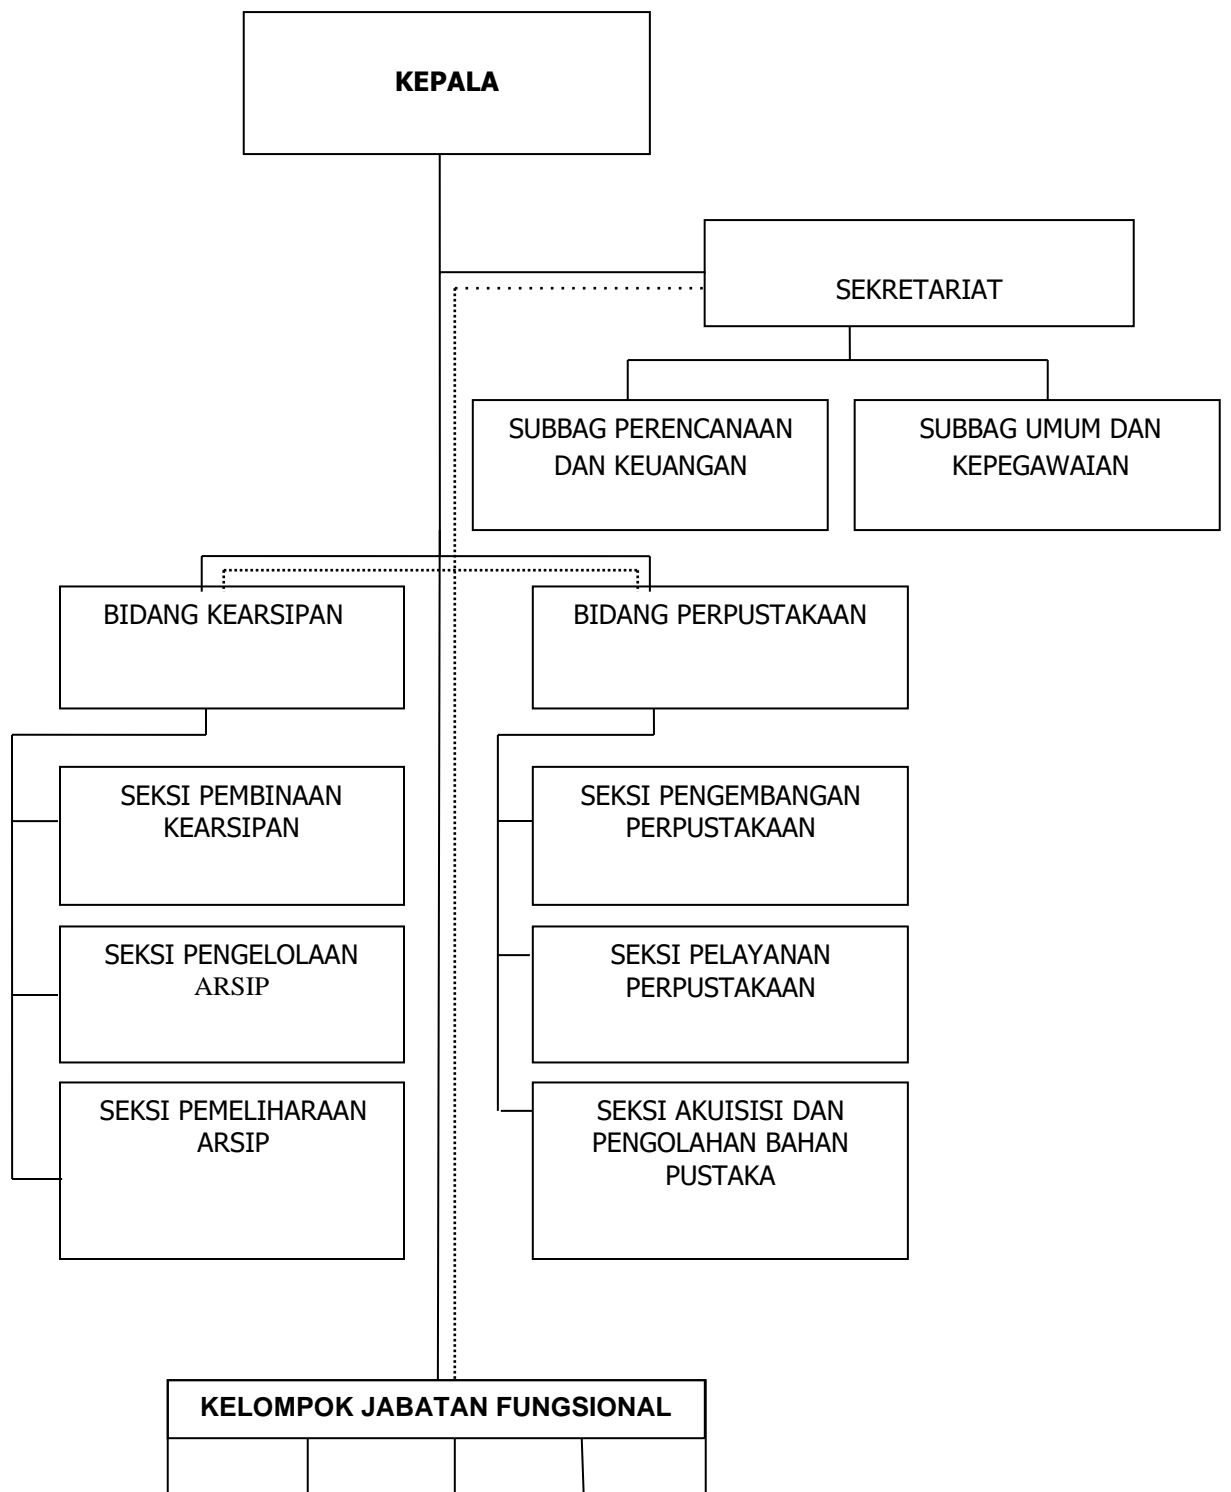 KEPALA
SEKRETARIAT
SUBBAG PERENCANAAN
DAN KEUANGAN
SUBBAG UMUM DAN
KEPEGAWAIAN
BIDANG KEARSIPAN
BIDANG PERPUSTAKAAN
SEKSI PEMBINAAN
KEARSIPAN
SEKSI PENGEMBANGAN
PERPUSTAKAAN
SEKSI PENGELOLAAN
ARSIP
SEKSI PELAYANAN
PERPUSTAKAAN
SEKSI PEMELIHARAAN
ARSIP
SEKSI AKUISISI DAN
PENGOLAHAN BAHAN
PUSTAKA
KELOMPOK JABATAN FUNGSIONAL